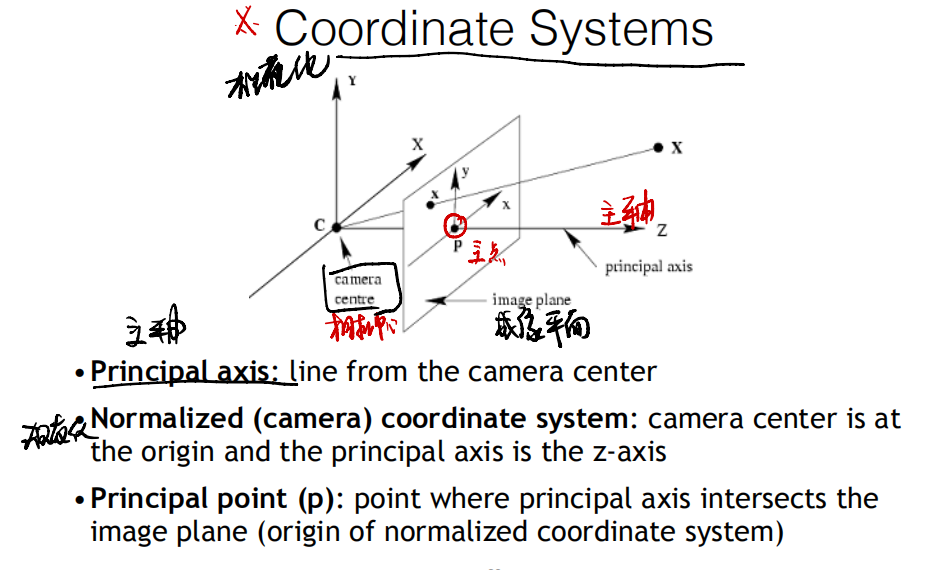 Coordinate Systems
Y
X
X
y
x
x
主轴
C
Z
p
主点
principal axis
camera
centre
image plane
相机中心
成像平面
主轴
• Principal axis: line from the camera center
• Normalized (camera) coordinate system: camera center is at
the origin and the principal axis is the z-axis
• Principal point (p): point where principal axis intersects the
image plane (origin of normalized coordinate system)